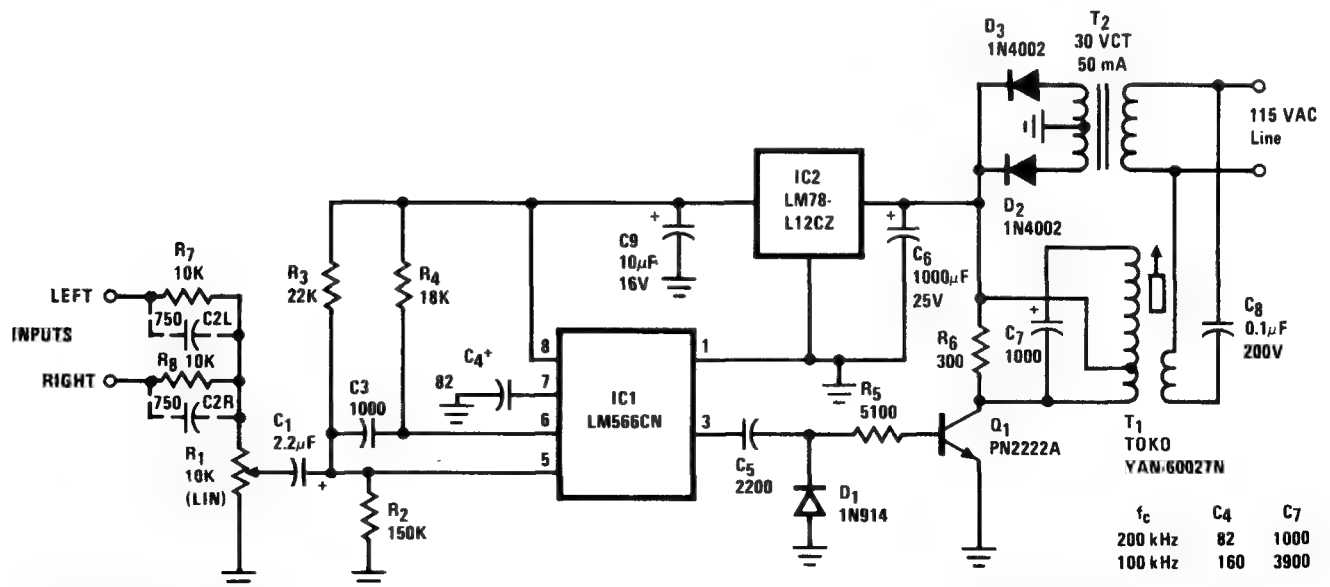 D3
1N4002
T2
30 VCT
50 mA
115 VAC
Line
IC2
LM78-
L12CZ
D2
1N4002
C9
10μF
16V
+
+
C6
1000μF
25V
R7
10K
LEFT
750
C2L
INPUTS
R8
10K
RIGHT
750
C2R
R3
22K
R4
18K
C4+
82
C3
1000
C1
2.2μF
+
R1
10K
(LIN)
R2
150K
8
7
6
5
IC1
LM566CN
1
3
C5
2200
D1
1N914
R5
5100
R6
300
+
C7
1000
Q1
PN2222A
T1
TOKO
YAN-60027N
C8
0.1μF
200V
fc C4 C7
200 kHz 82 1000
100 kHz 160 3900